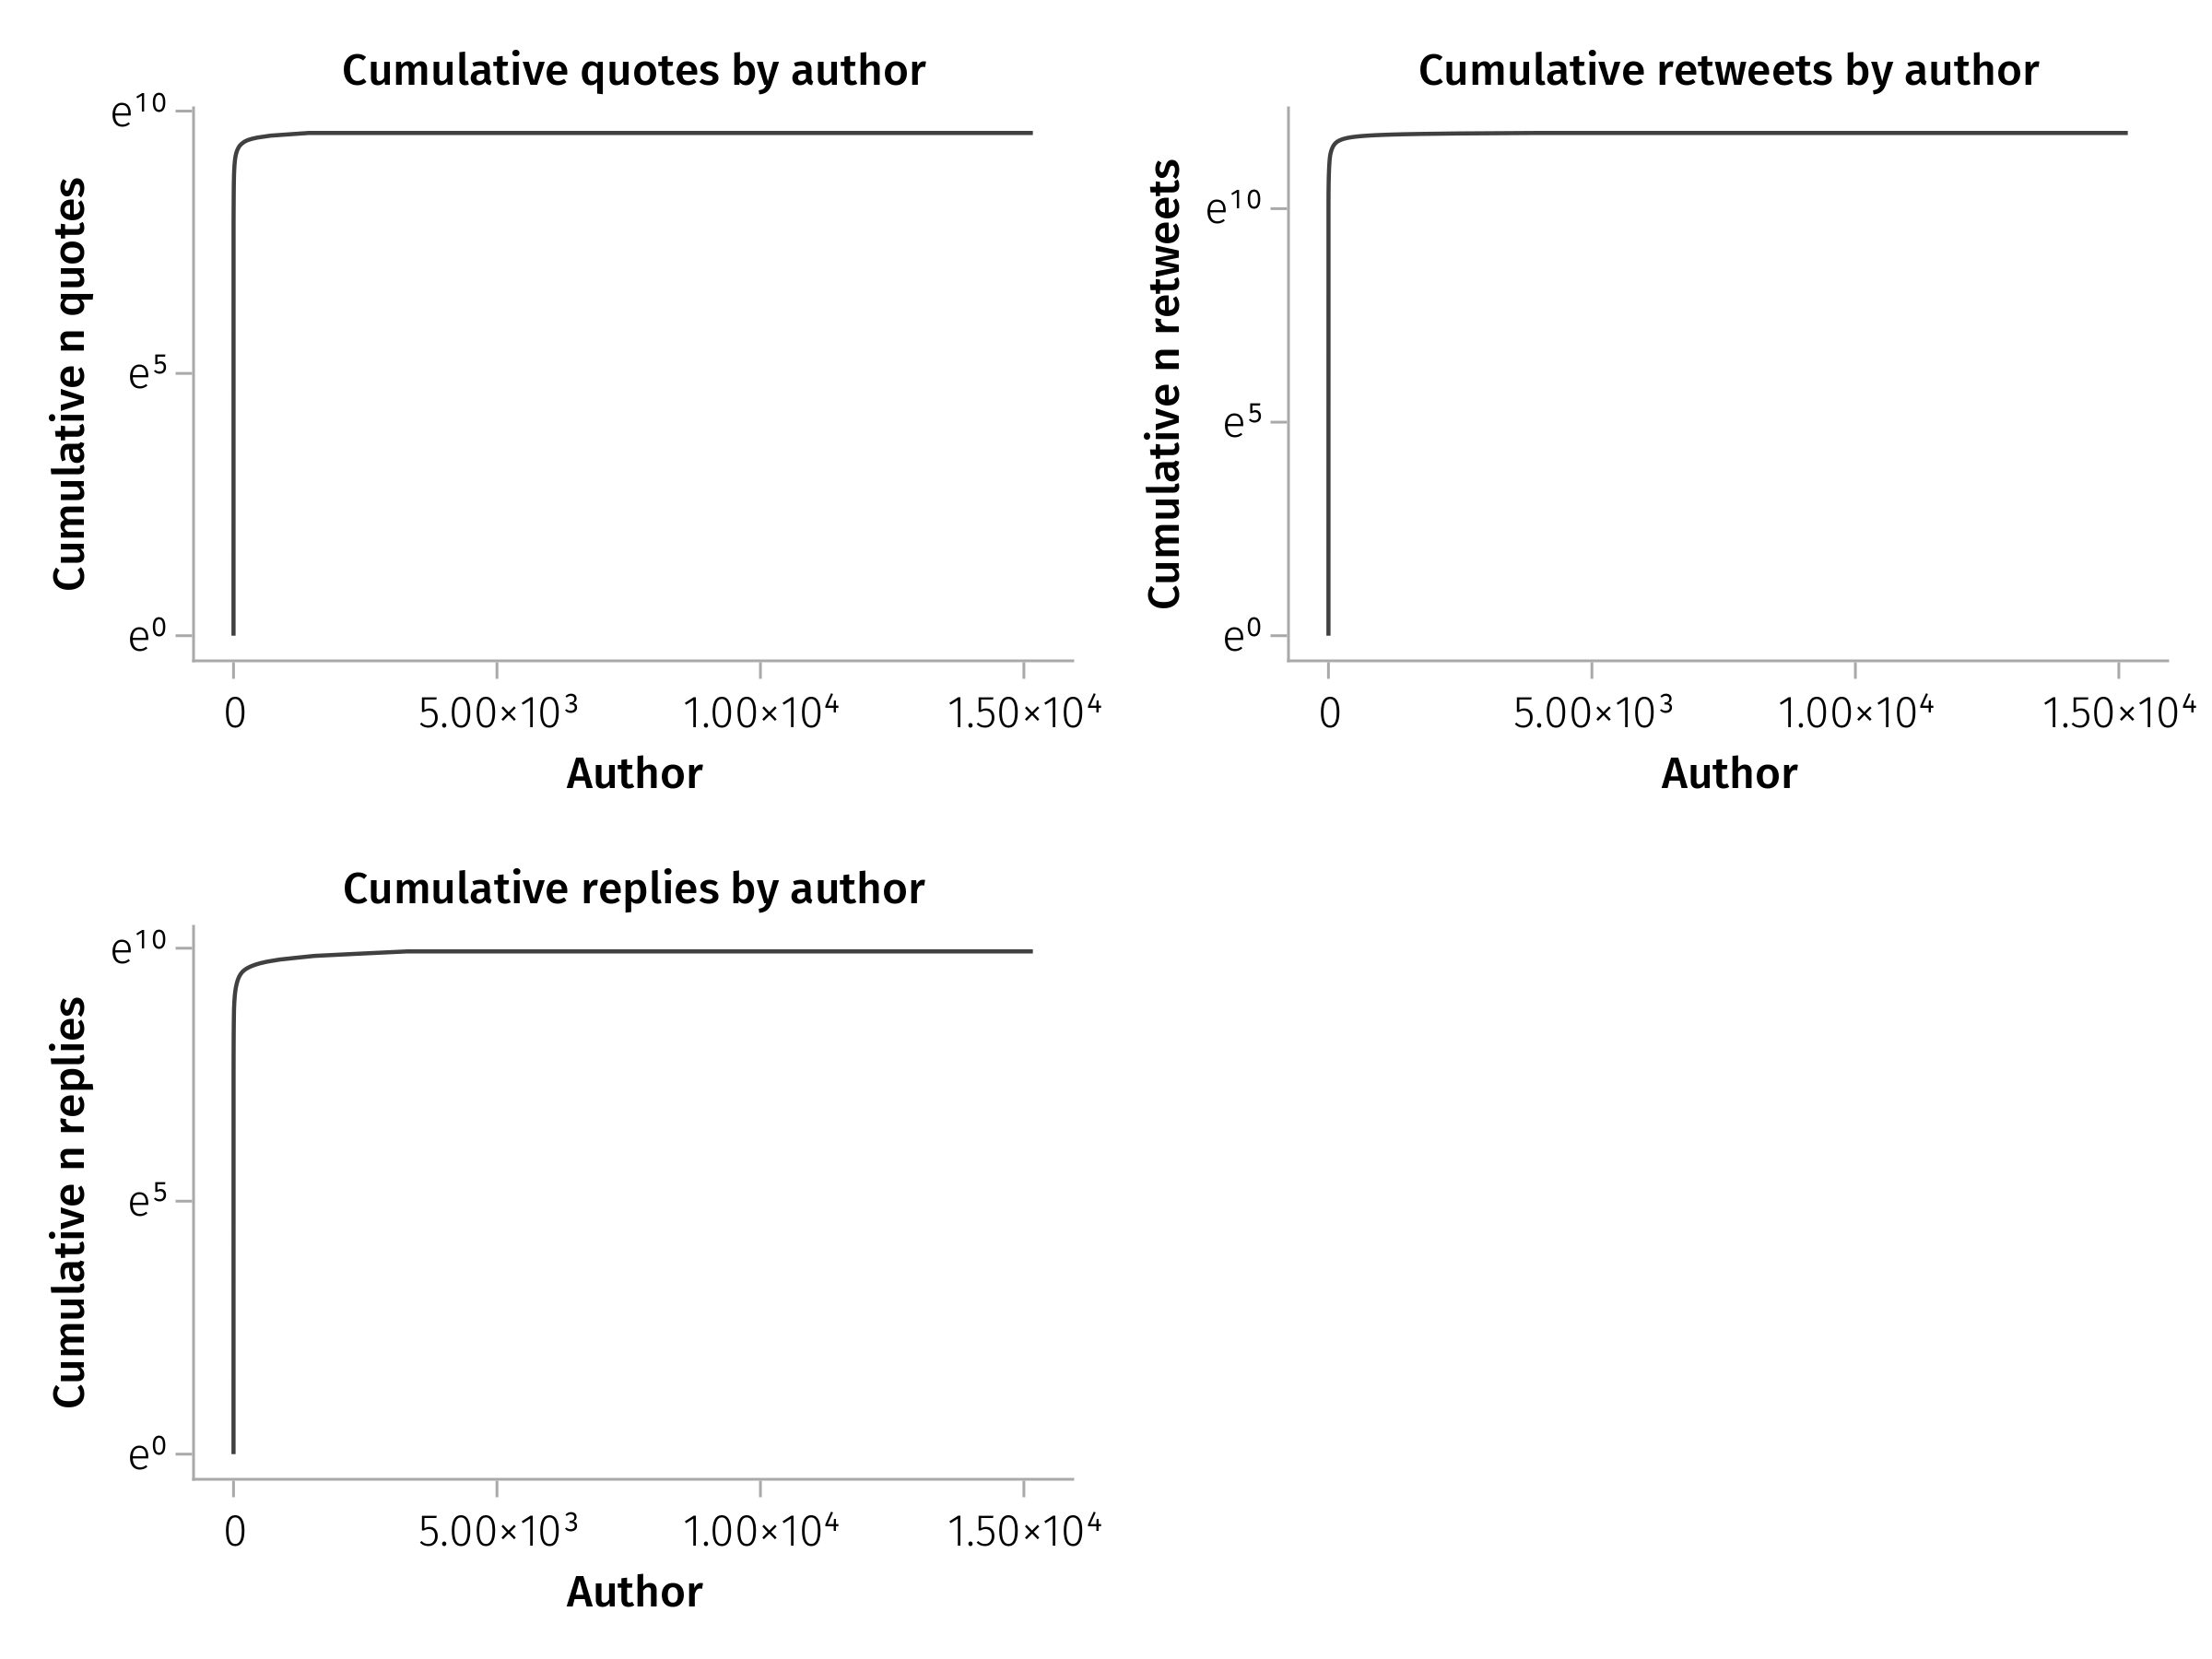 Cumulative quotes by author
Cumulative n quotes
e¹⁰
e⁵
e⁰
0 5.00×10³ 1.00×10⁴ 1.50×10⁴
Author
Cumulative retweets by author
Cumulative n retweets
e¹⁰
e⁵
e⁰
0 5.00×10³ 1.00×10⁴ 1.50×10⁴
Author
Cumulative replies by author
Cumulative n replies
e¹⁰
e⁵
e⁰
0 5.00×10³ 1.00×10⁴ 1.50×10⁴
Author